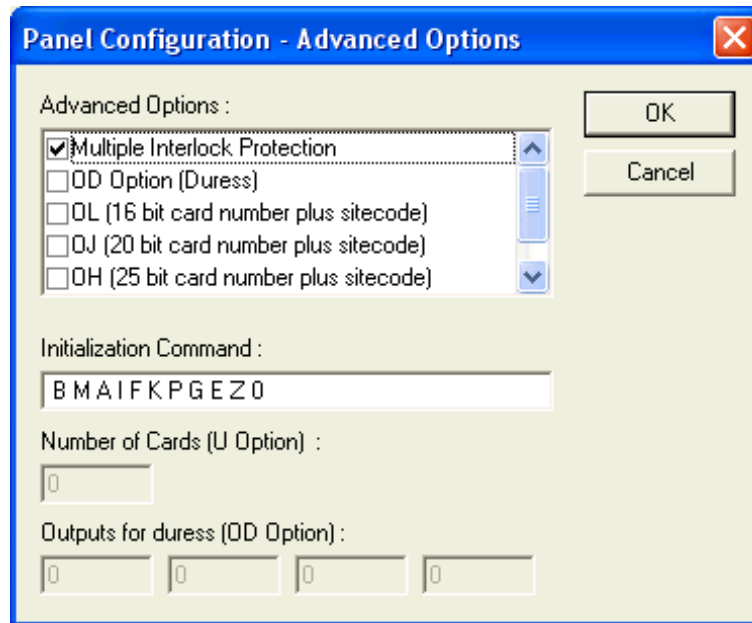 Panel Configuration - Advanced Options
Advanced Options :
OK
Multiple Interlock Protection
Cancel
OD Option (Duress)
OL (16 bit card number plus sitecode)
OJ (20 bit card number plus sitecode)
OH (25 bit card number plus sitecode)
Initialization Command :
B M A I F K P G E Z 0
Number of Cards (U Option) :
0
Outputs for duress (OD Option) :
0 0 0 0